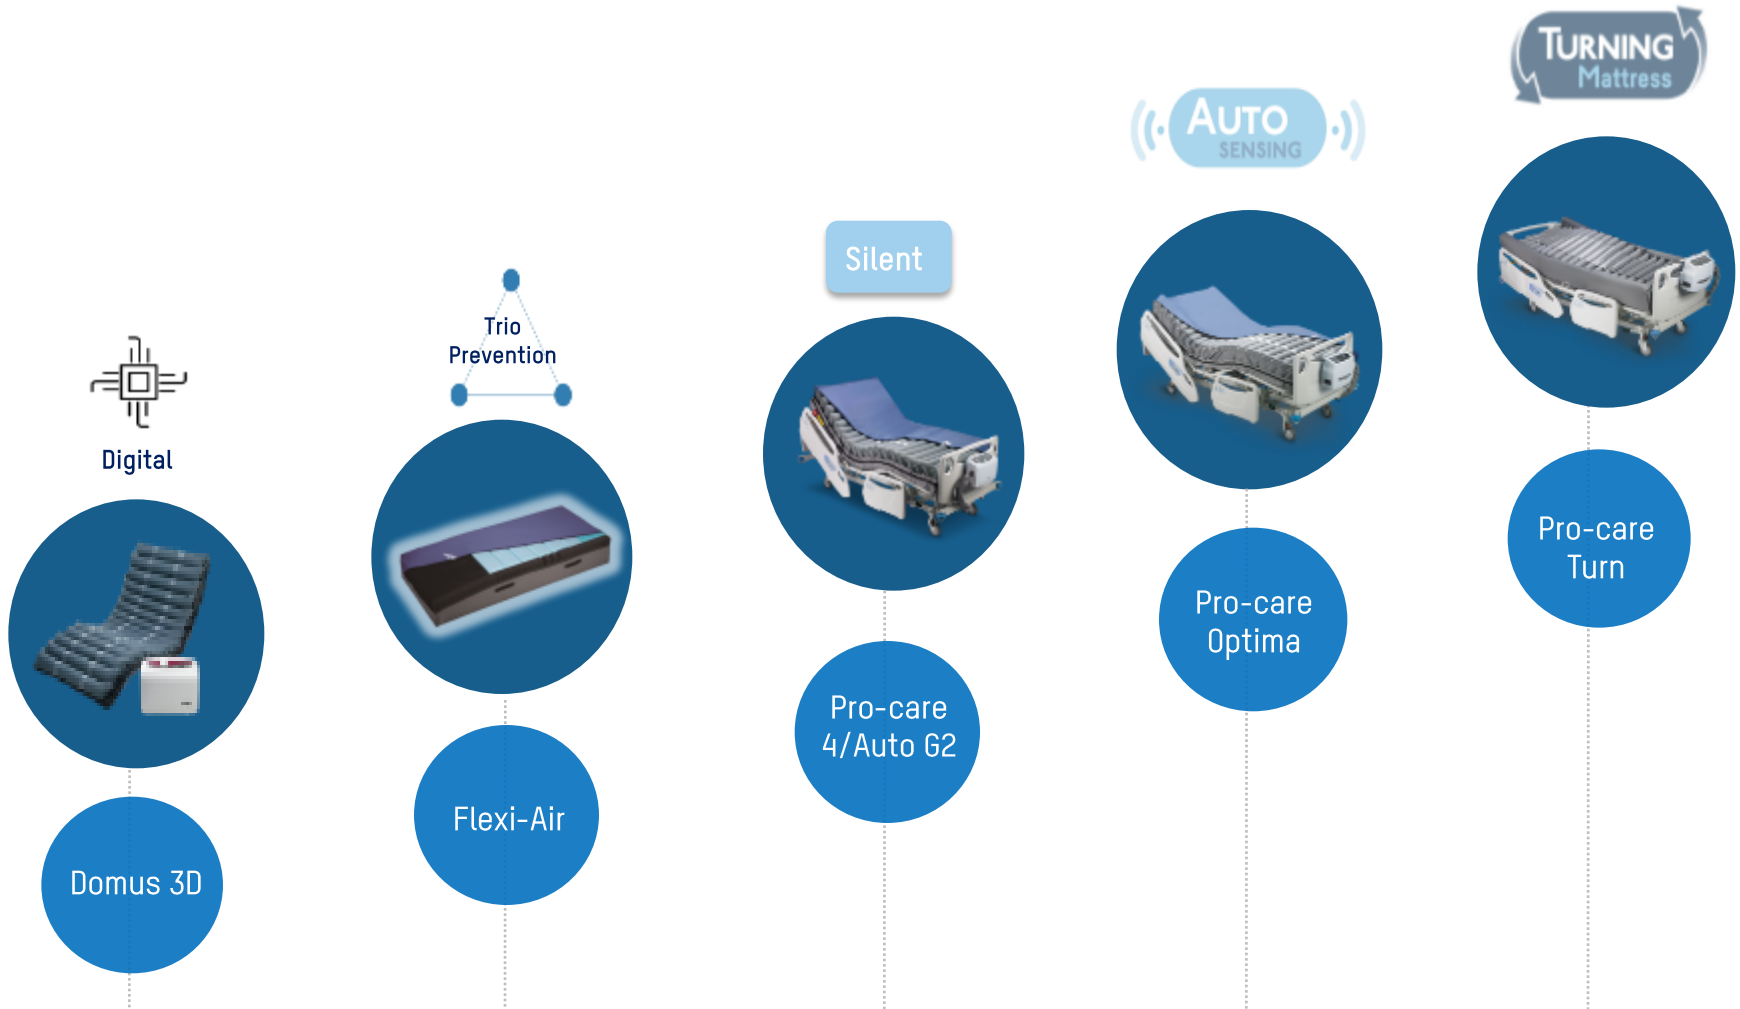 Digital
Domus 3D
Trio
Prevention
Flexi-Air
Silent
Pro-care
4/Auto G2
AUTO
SENSING
Pro-care
Optima
TURNING
Mattress
Pro-care
Turn